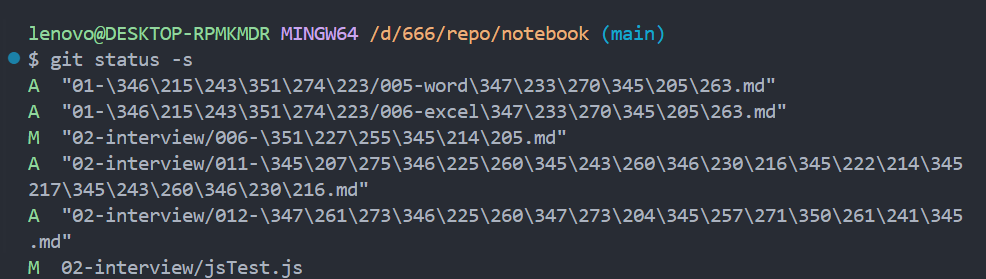 lenovo@DESKTOP-RPMKMDR MINGW64 /d/666/repo/notebook (main)
$ git status -s
A  "01-\346\215\243\351\274\223/005-word\347\233\270\345\205\263.md"
A  "01-\346\215\243\351\274\223/006-excel\347\233\270\345\205\263.md"
M  "02-interview/006-\351\227\255\345\214\205.md"
A  "02-interview/011-\345\207\275\346\225\260\345\243\260\346\230\216\345\222\214\345
217\345\243\260\346\230\216.md"
A  "02-interview/012-\347\261\273\346\225\260\347\273\204\345\257\271\350\261\241\345
.md"
M  02-interview/jsTest.js